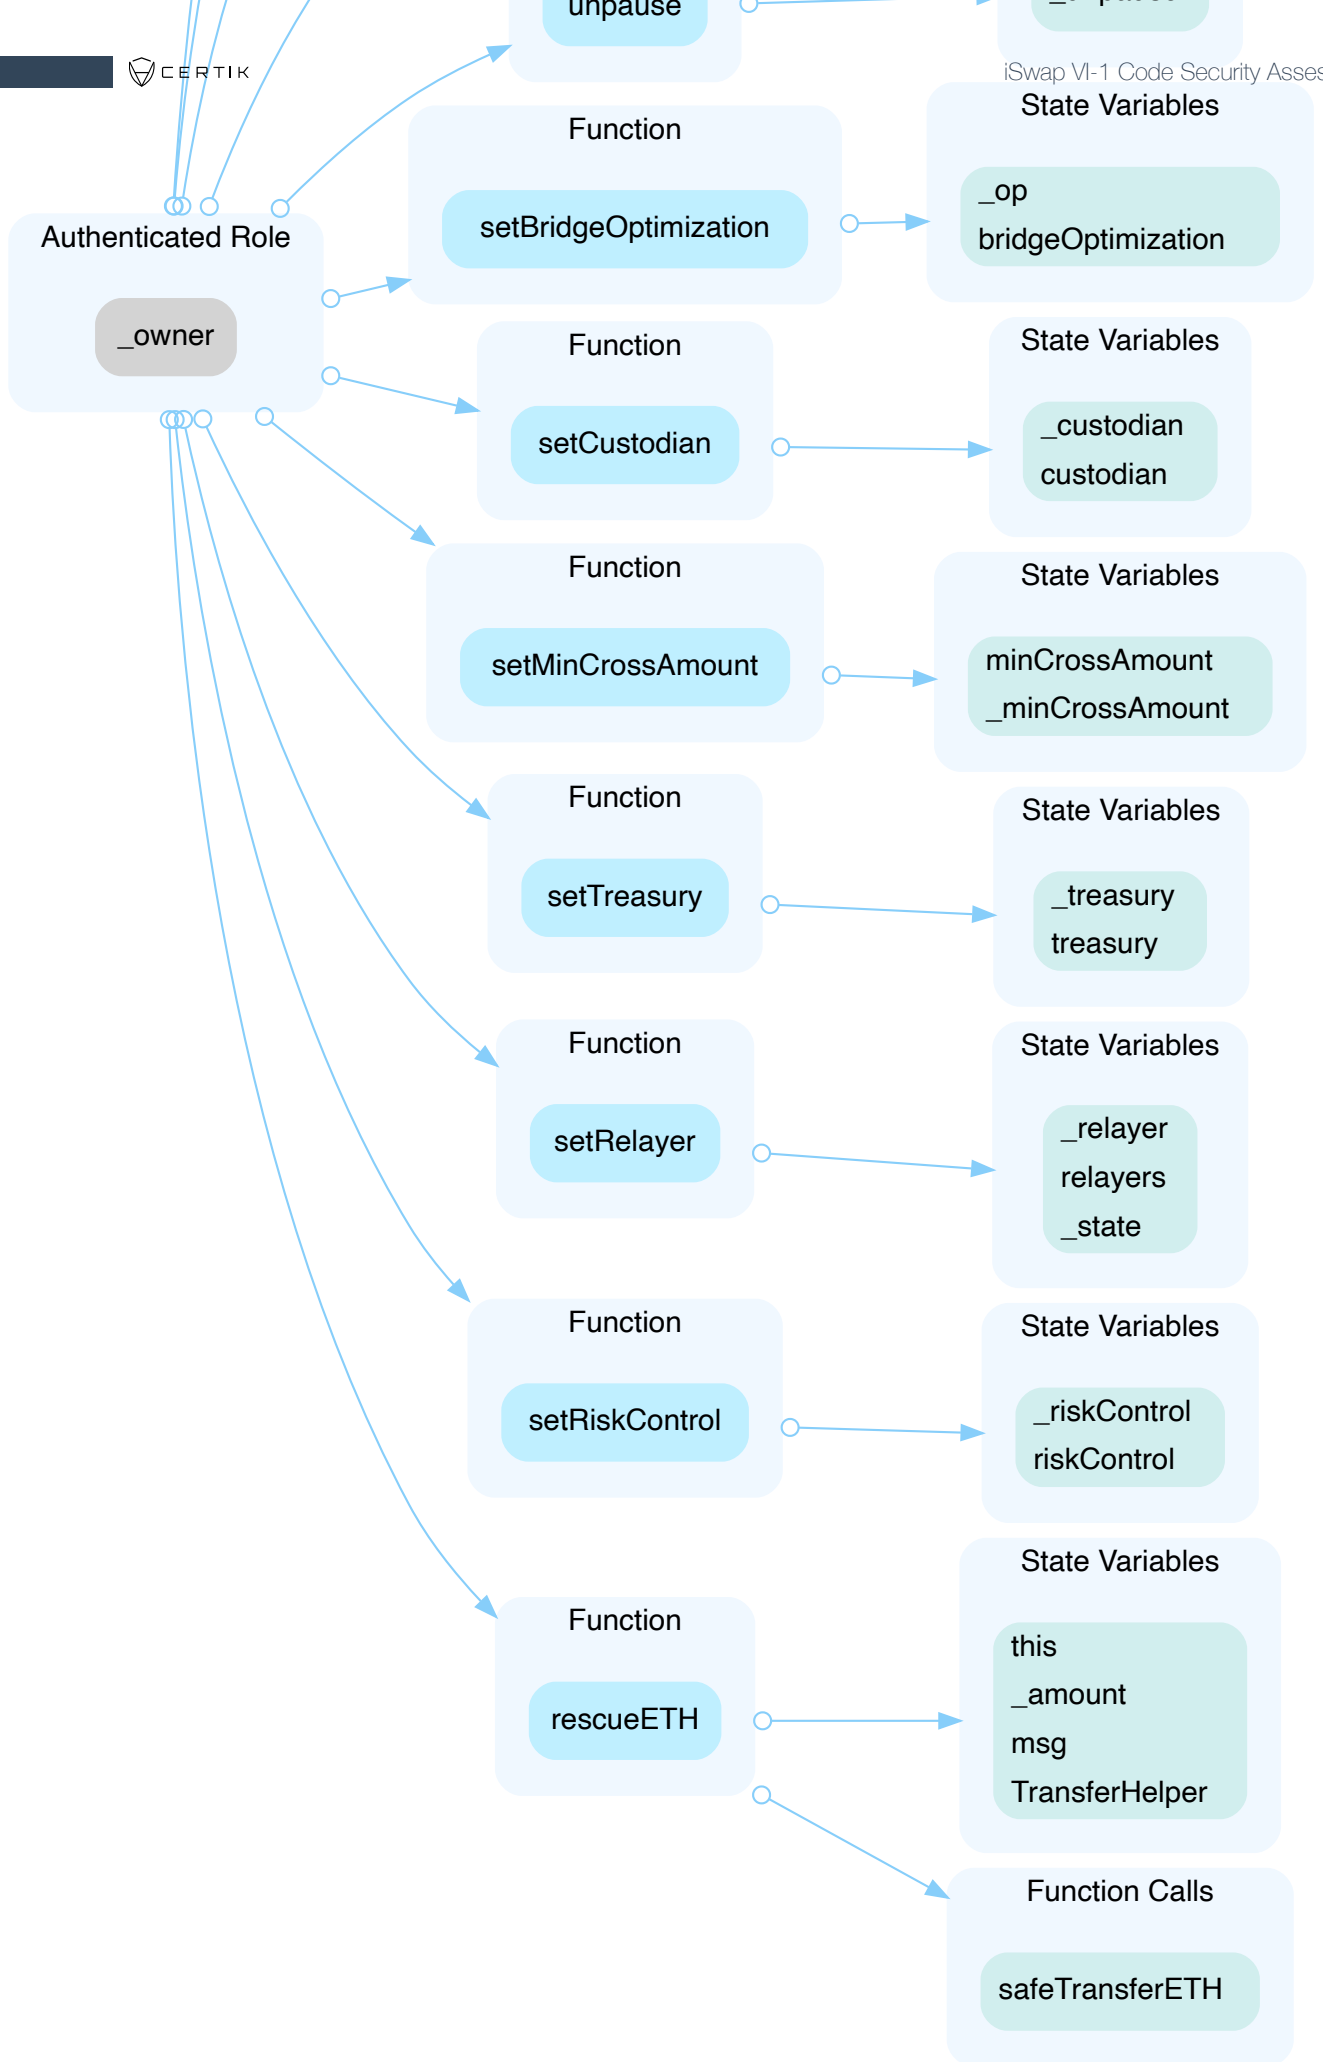 unpause
CERTIK
iSwap VI-1 Code Security
State Variables
Function
_op
setBridgeOptimization
bridgeOptimization
Authenticated Role
_owner
State Variables
Function
_custodian
setCustodian
custodian
Function
State Variables
minCrossAmount
setMinCrossAmount
_minCrossAmount
Function
State Variables
_treasury
setTreasury
treasury
Function
State Variables
_relayer
setRelayer
relayers
_state
Function
State Variables
_riskControl
setRiskControl
riskControl
State Variables
Function
this
_amount
rescueETH
msg
TransferHelper
Function Calls
safeTransferETH